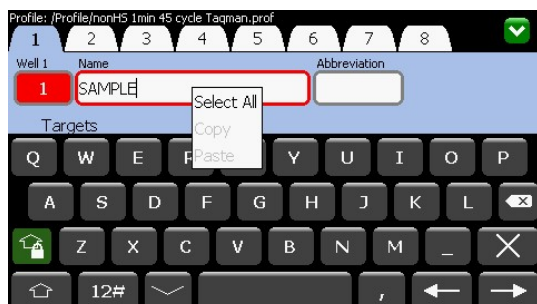 Profile: /Profile/nonHS 1min 45 cycle Taqman.prof
1 2 3 4 5 6 7 8
Well 1 Name Abbreviation
1 SAMPLE
Select All
Copy
Paste
Targets
Q W E R Y U I O P
A S D F G H J K L
Z X C V B N M _
12# ,